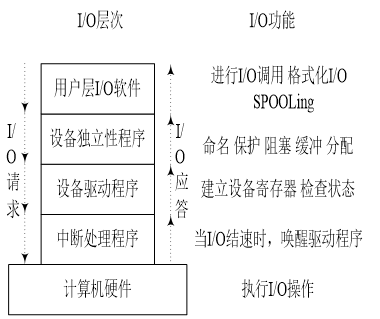 I/O层次 I/O功能
用户层I/O软件 进行I/O调用 格式化I/O
SPOOLing
设备独立性程序 命名 保护 阻塞 缓冲 分配
设备驱动程序 建立设备寄存器 检查状态
中断处理程序 当I/O结速时，唤醒驱动程序
计算机硬件 执行I/O操作
I/O请求
I/O应答